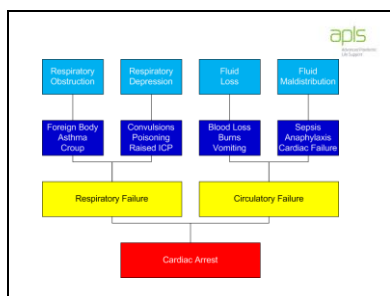 apls
Advanced Paediatric
Life Support
Respiratory
Obstruction
Respiratory
Depression
Fluid
Loss
Fluid
Maldistribution
Foreign Body
Asthma
Croup
Convulsions
Poisoning
Raised ICP
Blood Loss
Burns
Vomiting
Sepsis
Anaphylaxis
Cardiac Failure
Respiratory Failure
Circulatory Failure
Cardiac Arrest